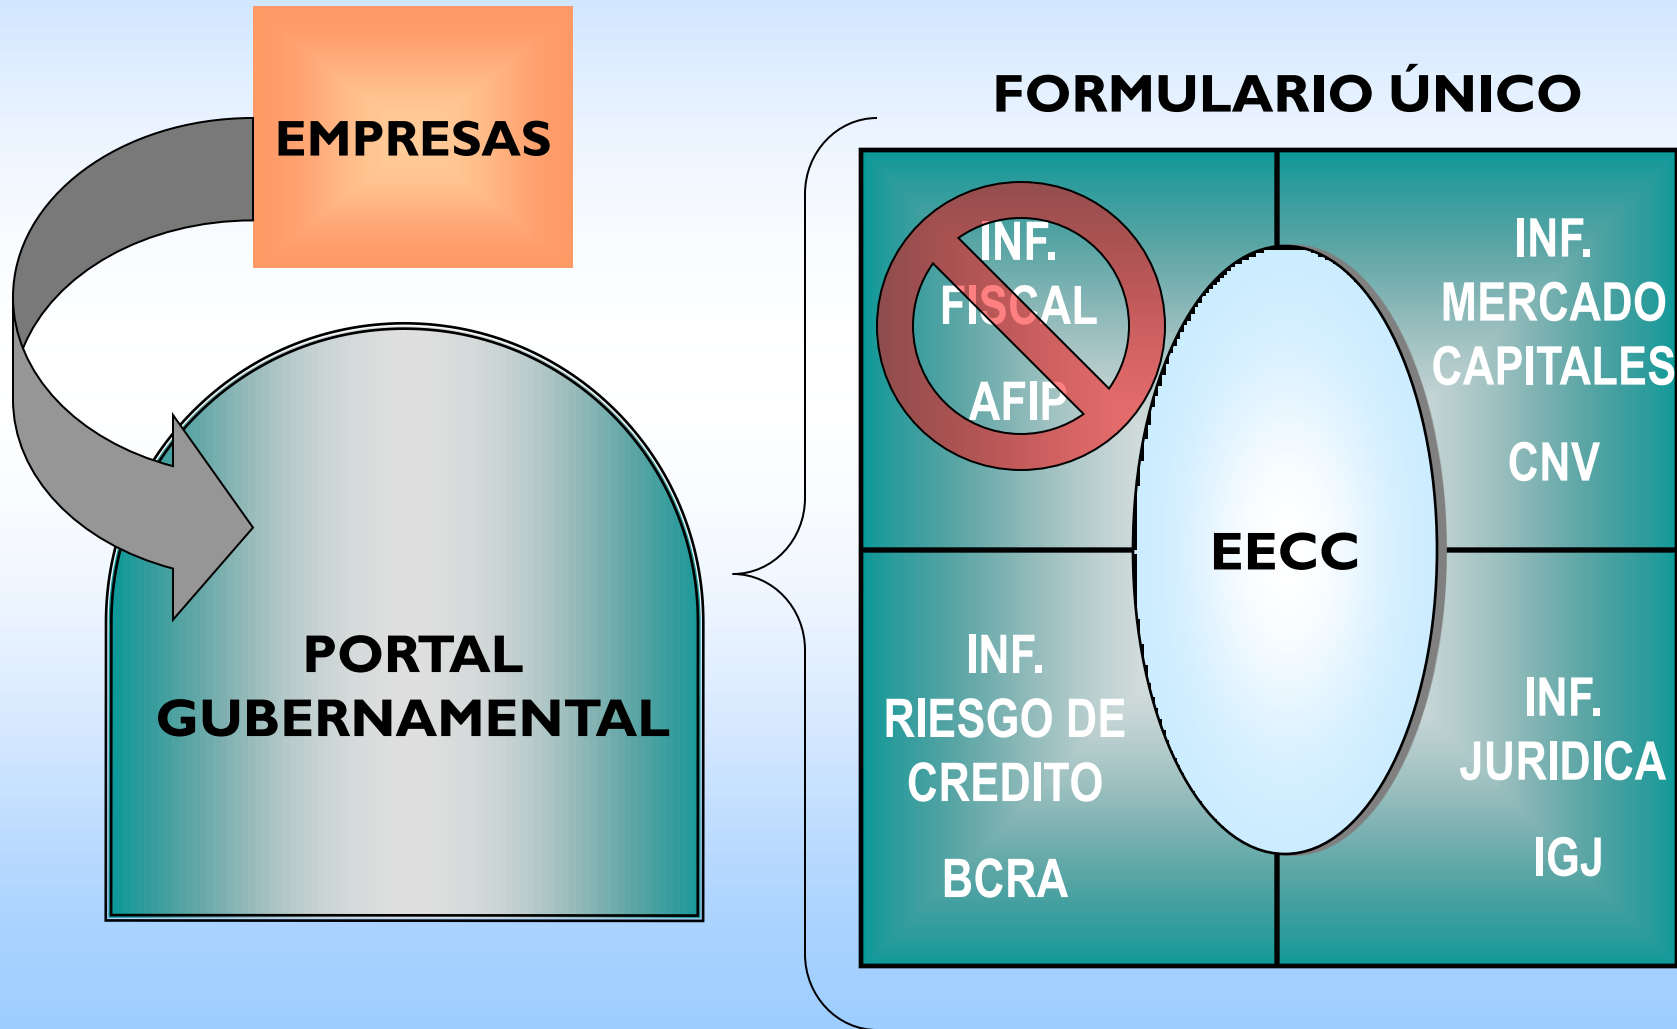 EMPRESAS
PORTAL
GUBERNAMENTAL
FORMULARIO ÚNICO
INF.
FISCAL
AFIP
INF.
MERCADO
CAPITALES
CNV
EECC
INF.
RIESGO DE
CREDITO
BCRA
INF.
JURIDICA
IGJ